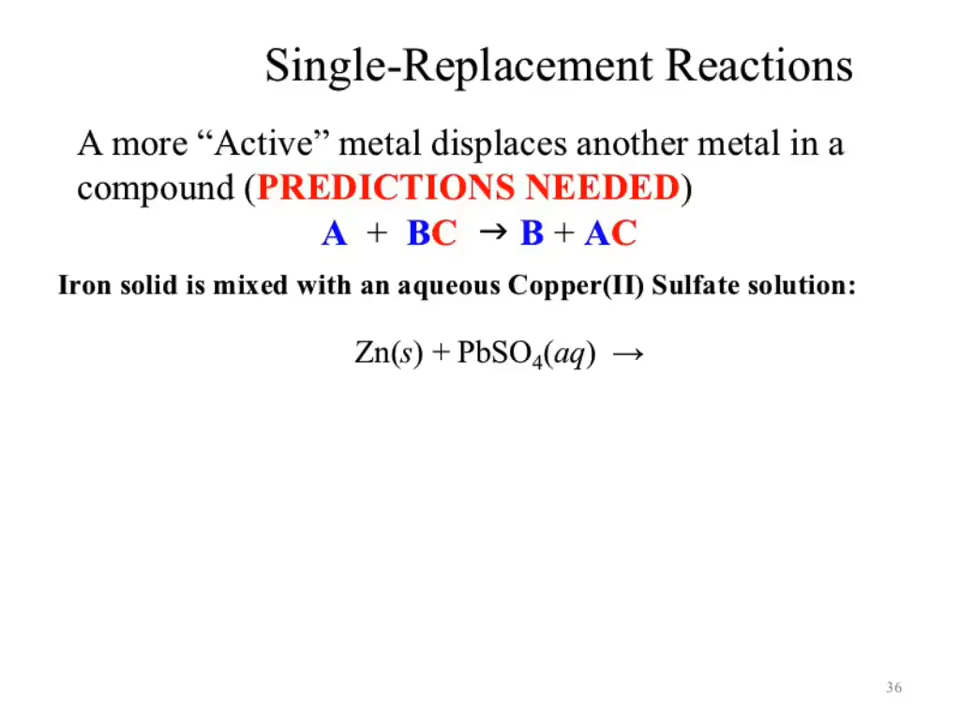 Single-Replacement Reactions
A more “Active” metal displaces another metal in a
compound (PREDICTIONS NEEDED)
A + BC → B + AC
Iron solid is mixed with an aqueous Copper(II) Sulfate solution:
Zn(s) + PbSO₄(aq) →
36